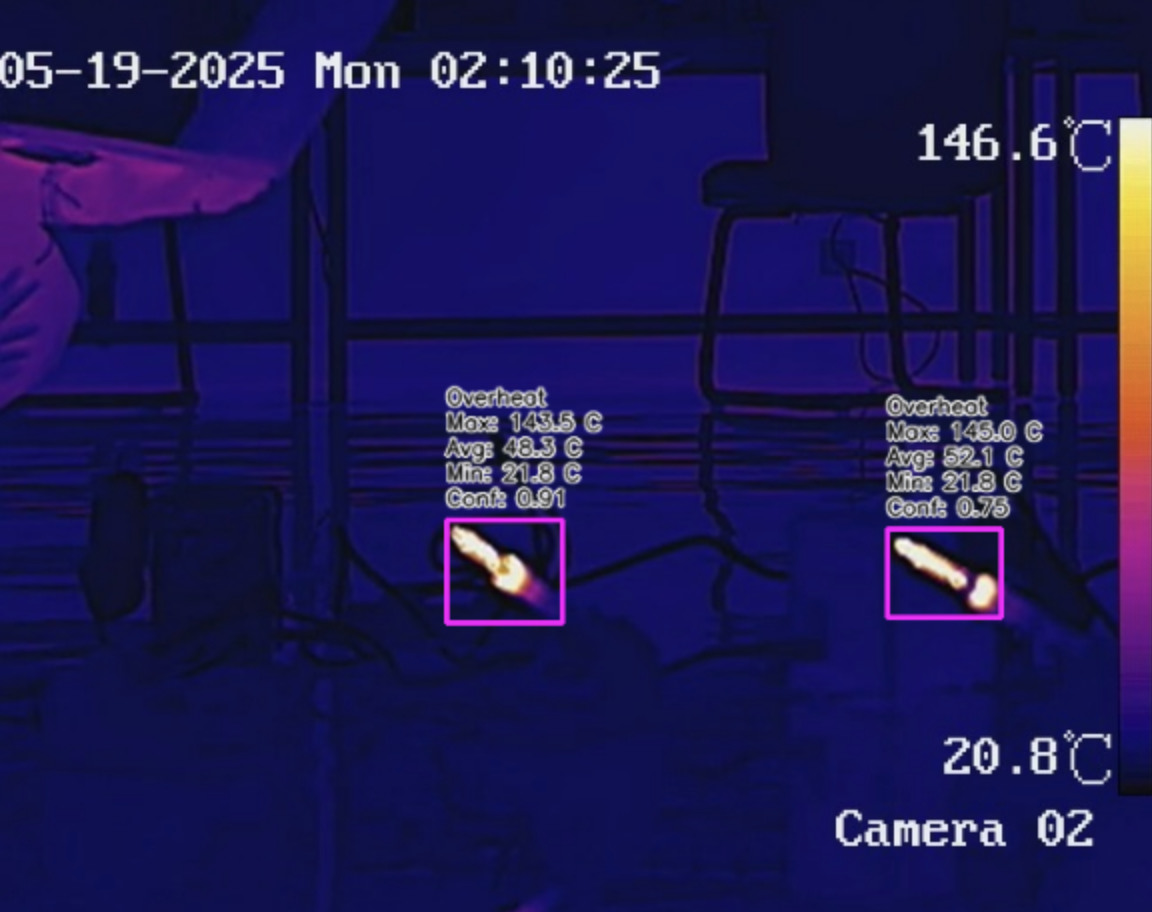 05-19-2025 Mon 02:10:25
146.6℃
Overheat
Max: 143.5 C
Avg: 48.3 C
Min: 21.8 C
Conf: 0.91
Overheat
Max: 145.0 C
Avg: 52.1 C
Min: 21.8 C
Conf: 0.75
20.8℃
Camera 02